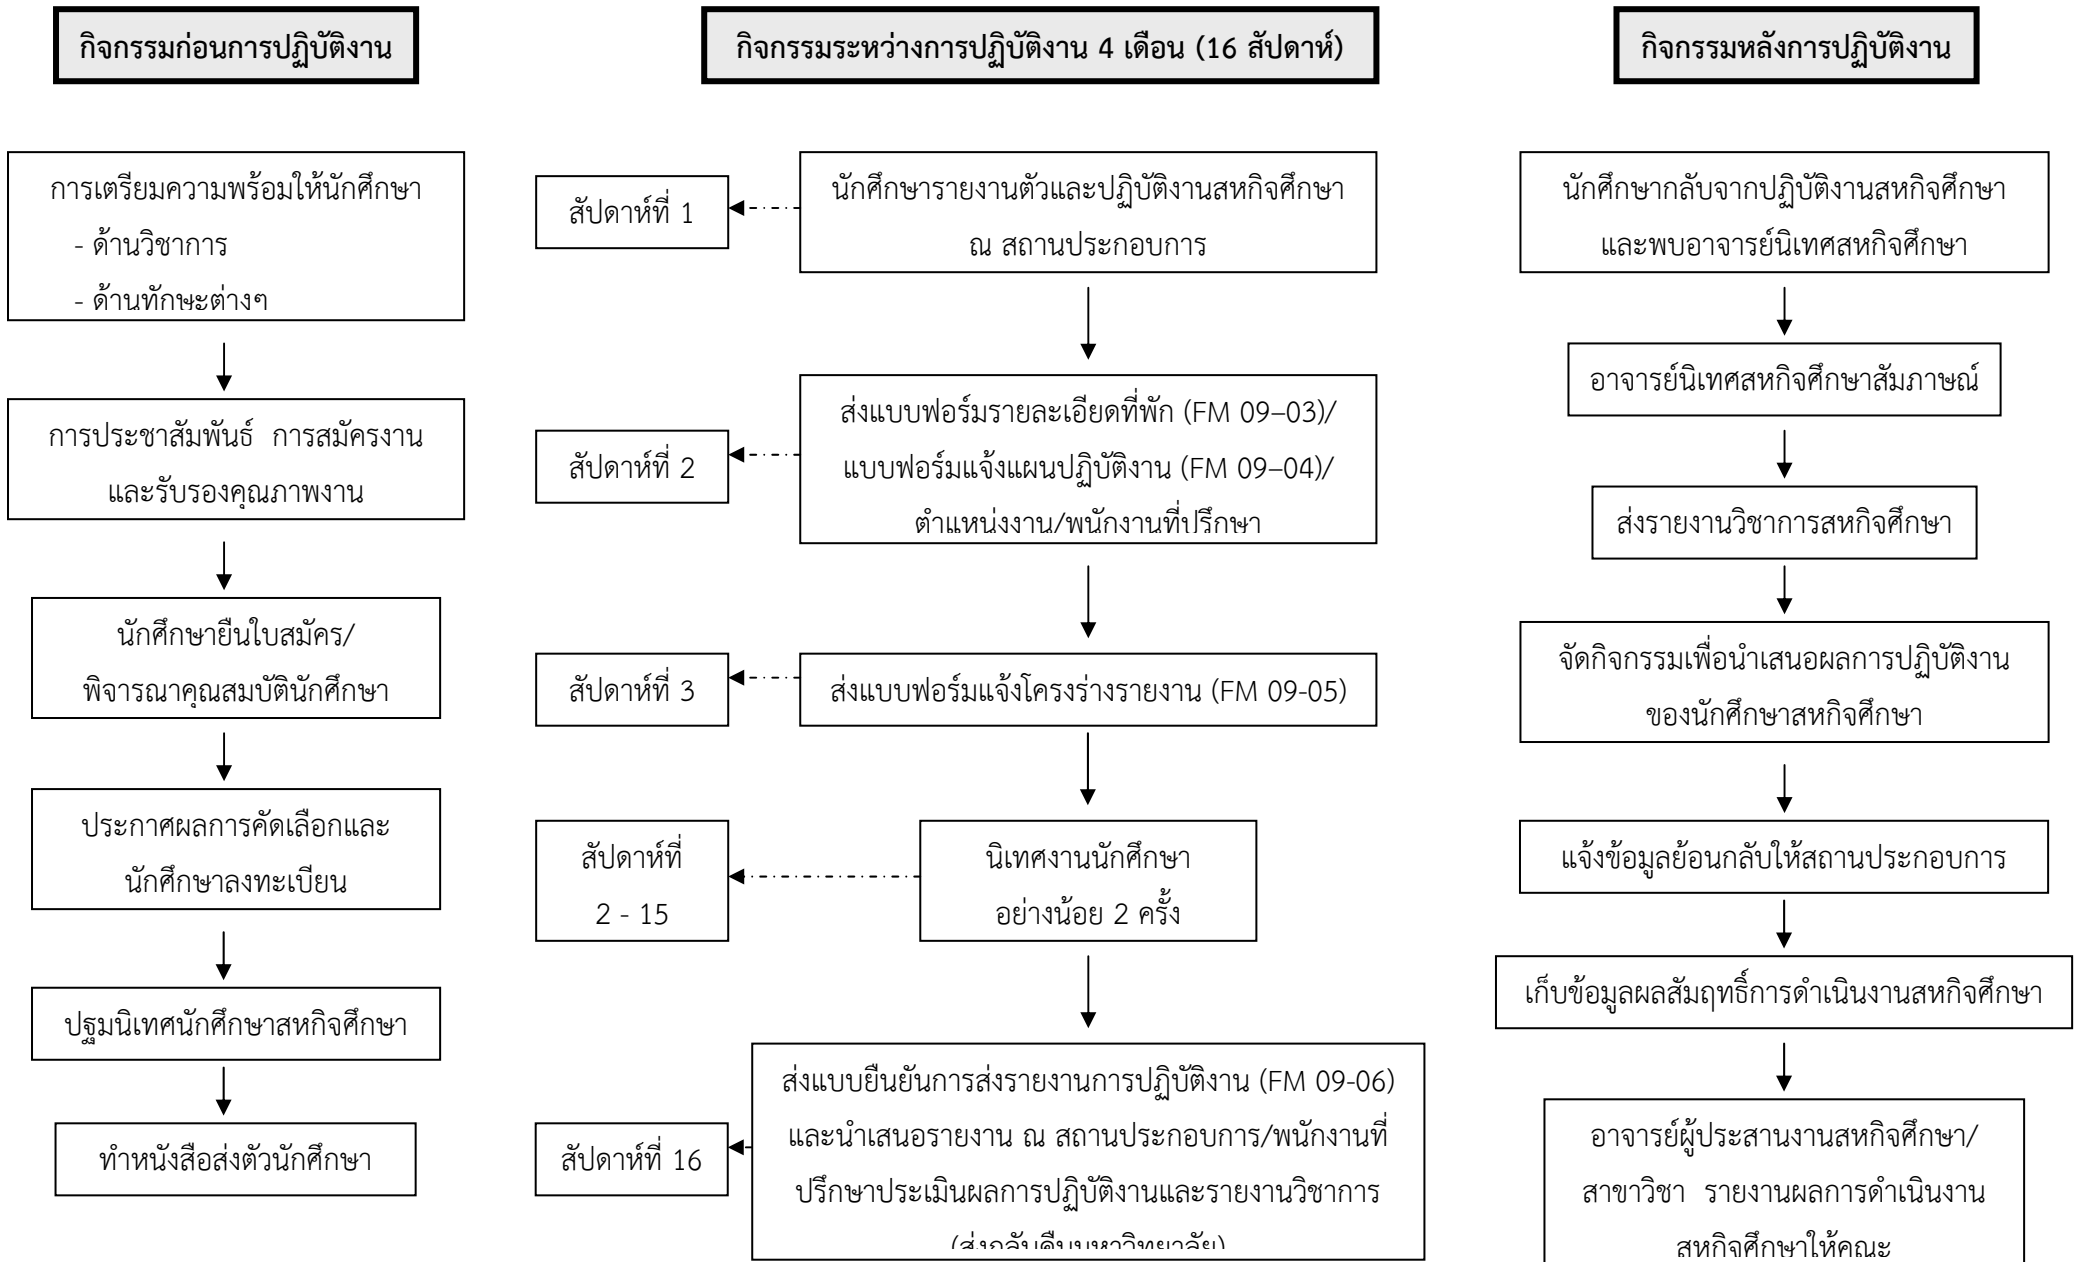 กิจกรรมก่อนการปฏิบัติงาน
การเตรียมความพร้อมให้นักศึกษา
- ด้านวิชาการ
- ด้านทักษะต่างๆ
การประชาสัมพันธ์ การสมัครงาน
และรับรองคุณภาพงาน
นักศึกษายืนใบสมัคร/
พิจารณาคุณสมบัตินักศึกษา
ประกาศผลการคัดเลือกและ
นักศึกษาลงทะเบียน
ปฐมนิเทศนักศึกษาสหกิจศึกษา
ทำหนังสือส่งตัวนักศึกษา
กิจกรรมระหว่างการปฏิบัติงาน 4 เดือน (16 สัปดาห์)
สัปดาห์ที่ 1
นักศึกษารายงานตัวและปฏิบัติงานสหกิจศึกษา
ณ สถานประกอบการ
สัปดาห์ที่ 2
ส่งแบบฟอร์มรายละเอียดที่พัก (FM 09–03)/
แบบฟอร์มแจ้งแผนปฏิบัติงาน (FM 09–04)/
ตำแหน่งงาน/พนักงานที่ปรึกษา
สัปดาห์ที่ 3
ส่งแบบฟอร์มแจ้งโครงร่างรายงาน (FM 09-05)
สัปดาห์ที่
2 - 15
นิเทศงานนักศึกษา
อย่างน้อย 2 ครั้ง
สัปดาห์ที่ 16
ส่งแบบยืนยันการส่งรายงานการปฏิบัติงาน (FM 09-06)
และนำเสนอรายงาน ณ สถานประกอบการ/พนักงานที่
ปรึกษาประเมินผลการปฏิบัติงานและรายงานวิชาการ
(ส่งกลับคืนมหาวิทยาลัย)
กิจกรรมหลังการปฏิบัติงาน
นักศึกษากลับจากปฏิบัติงานสหกิจศึกษา
และพบอาจารย์นิเทศสหกิจศึกษา
อาจารย์นิเทศสหกิจศึกษาสัมภาษณ์
ส่งรายงานวิชาการสหกิจศึกษา
จัดกิจกรรมเพื่อนำเสนอผลการปฏิบัติงาน
ของนักศึกษาสหกิจศึกษา
แจ้งข้อมูลย้อนกลับให้สถานประกอบการ
เก็บข้อมูลผลสัมฤทธิ์การดำเนินงานสหกิจศึกษา
อาจารย์ผู้ประสานงานสหกิจศึกษา/
สาขาวิชา รายงานผลการดำเนินงาน
สหกิจศึกษาให้คณะ